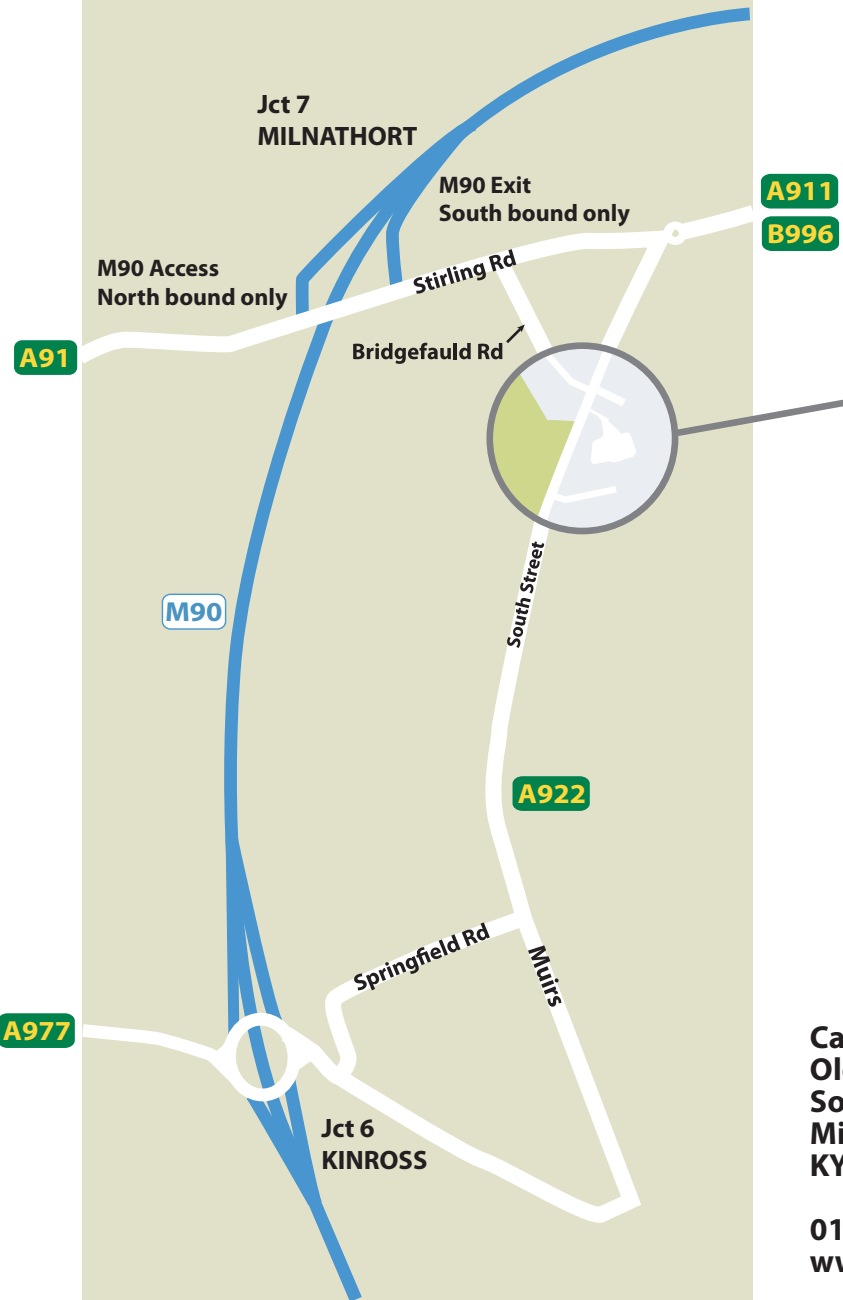 Jct 7
MILNATHORT
M90 Exit
South bound only
A911
B996
M90 Access
North bound only
Stirling Rd
A91
Bridgefauld Rd
M90
South Street
A922
Springfield Rd
Muirs
A977
Jct 6
KINROSS